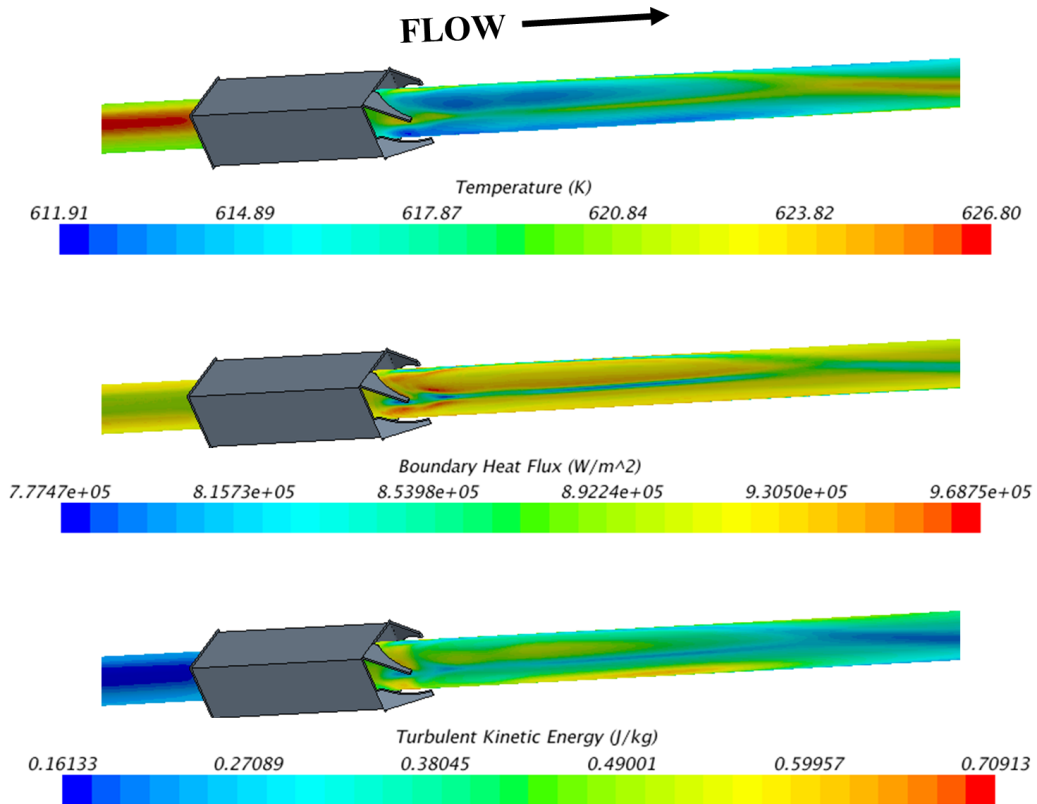 FLOW
Temperature (K)
611.91 614.89 617.87 620.84 623.82 626.80
Boundary Heat Flux (W/m^2)
7.7747e+05 8.1573e+05 8.5398e+05 8.9224e+05 9.3050e+05 9.6875e+05
Turbulent Kinetic Energy (J/kg)
0.16133 0.27089 0.38045 0.49001 0.59957 0.70913